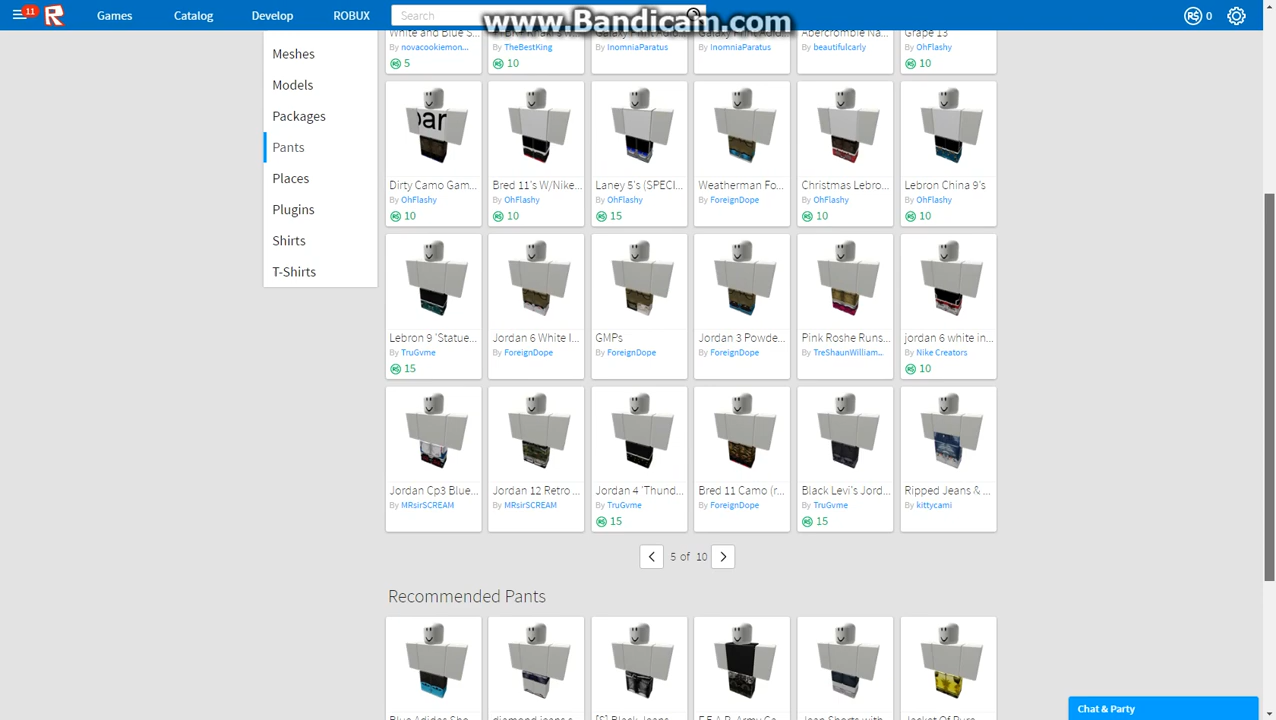 11 Games Catalog Develop ROBUX Search www.Bandicam.com 0
White and Blue S...
Abercrombie Na... Grape 13
By novacookiemon... By TheBestKing By InomniaParatus By InomniaParatus By beautifulcarly By OhFlashy
5 10 10
Meshes
Models
Packages
Pants
Places
Plugins
Shirts
T-Shirts
Dirty Camo Gam... Bred 11's W/Nike... Laney 5's (SPECI... Weatherman Fo... Christmas Lebro... Lebron China 9's
By OhFlashy By OhFlashy By OhFlashy By ForeignDope By OhFlashy By OhFlashy
10 10 15 10 10
Lebron 9 'Statue... Jordan 6 White I... GMPs Jordan 3 Powde... Pink Roshe Runs... jordan 6 white in...
By TruGvme By ForeignDope By ForeignDope By ForeignDope By TreShaunWilliam... By Nike Creators
15 10
Jordan Cp3 Blue... Jordan 12 Retro ... Jordan 4 'Thund... Bred 11 Camo (r... Black Levi's Jord... Ripped Jeans & ...
By MRsirSCREAM By MRsirSCREAM By TruGvme By ForeignDope By TruGvme By kittycami
15 15
5 of 10
Recommended Pants
Chat & Party